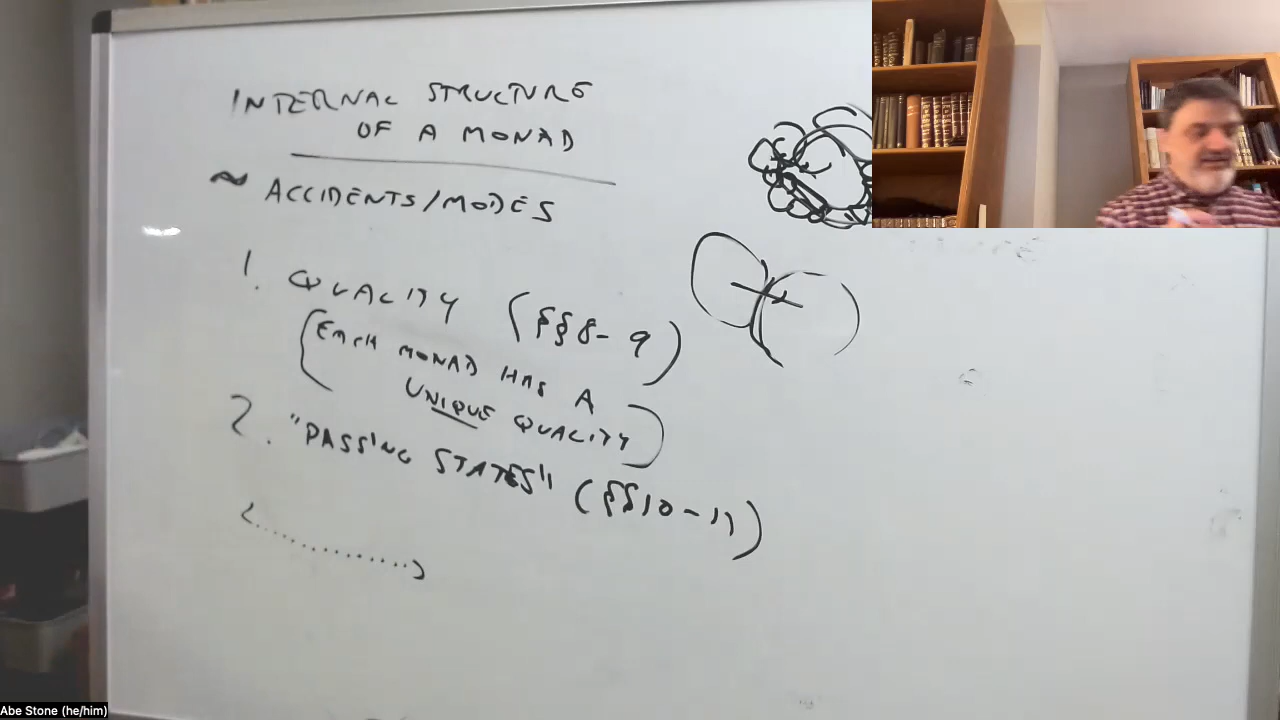 INTERNAL STRUCTURE
OF A MONAD
~ ACCIDENTS/MODES
1. QUALITY (§§8-9)
(EACH MONAD HAS A
UNIQUE QUALITY)
2. "PASSING STATES" (§§10-11)
Abe Stone (he/him)